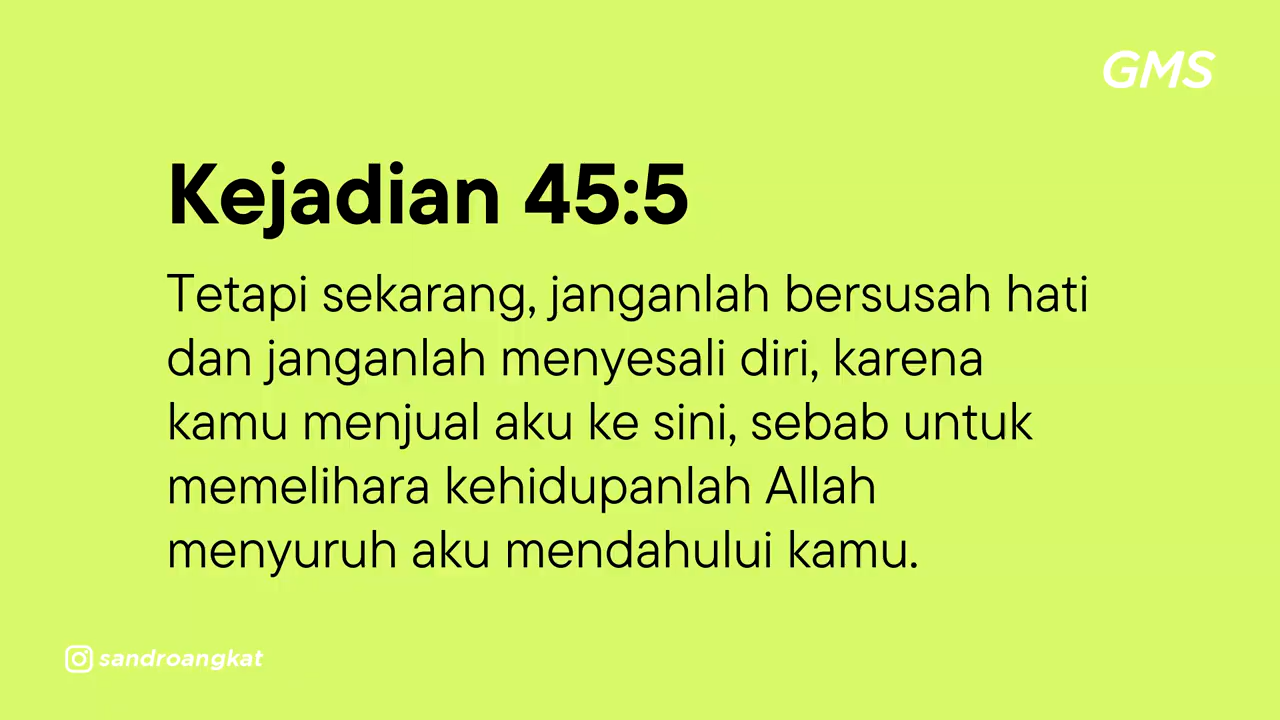 GMS
Kejadian 45:5
Tetapi sekarang, janganlah bersusah hati
dan janganlah menyesali diri, karena
kamu menjual aku ke sini, sebab untuk
memelihara kehidupanlah Allah
menyuruh aku mendahului kamu.
sandroangkat